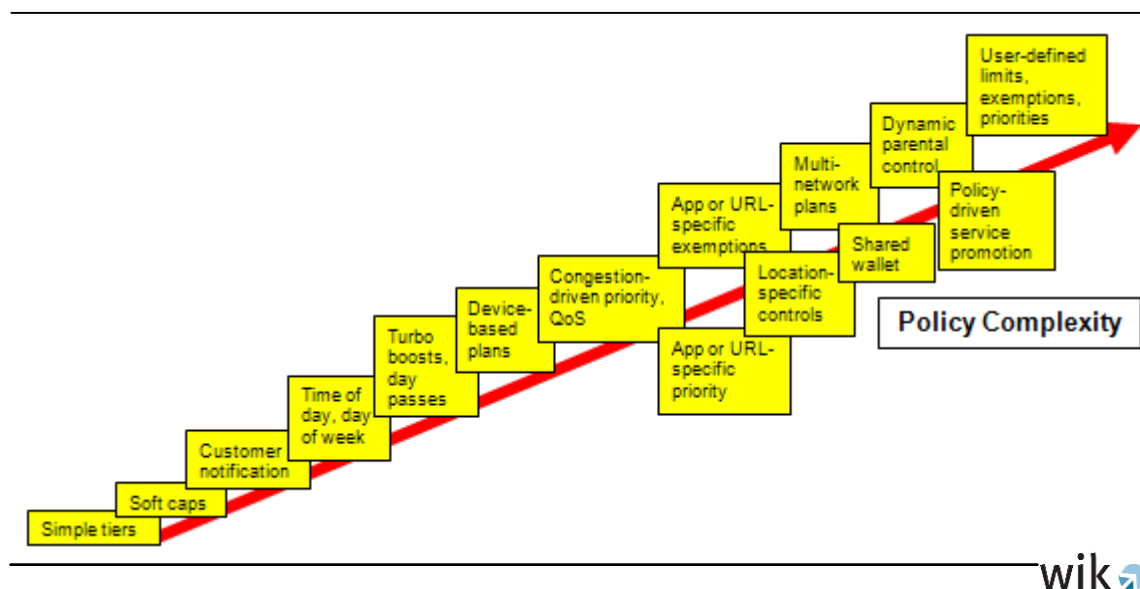 User-defined
limits,
exemptions,
priorities
Dynamic
parental
control
Multi-
network
plans
Policy-
driven
service
promotion
App or URL-
specific
exemptions
Shared
wallet
Location-
specific
controls
Congestion-
driven priority,
QoS
Device-
based
plans
Policy Complexity
Turbo
boosts,
day
passes
App or URL-
specific
priority
Time of
day, day
of week
Customer
notification
Soft caps
Simple tiers
wik